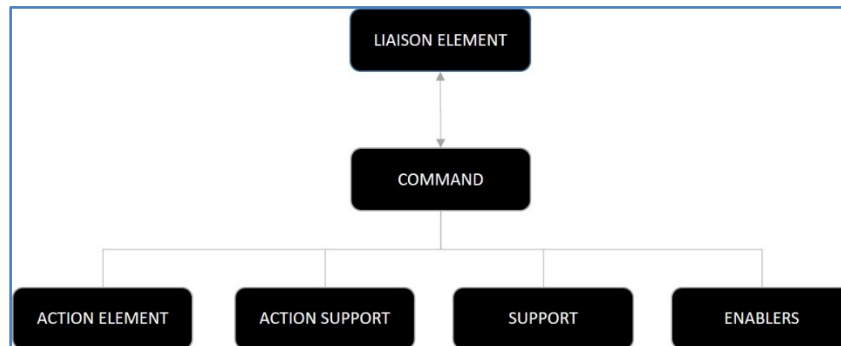 LIAISON ELEMENT
COMMAND
ACTION ELEMENT
ACTION SUPPORT
SUPPORT
ENABLERS